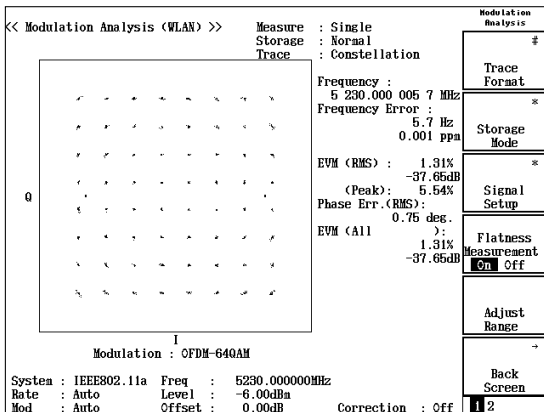 << Modulation Analysis (WLAN) >>
Measure : Single
Storage : Normal
Trace : Constellation
Frequency :
5 230.000 005 7 MHz
Frequency Error :
5.7 Hz
0.001 ppm
EVM (RMS) : 1.31%
-37.65dB
(Peak): 5.54%
Phase Err.(RMS):
0.75 deg.
EVM (All ):
1.31%
-37.65dB
Q
I
Modulation : OFDM-64QAM
System : IEEE802.11a Freq : 5230.000000MHz
Rate : Auto Level : -6.00dBm
Mod : Auto Offset : 0.00dB Correction : Off
Modulation
Analysis
#
Trace
Format
*
Storage
Mode
*
Signal
Setup
Flatness
Measurement
On Off
Adjust
Range
→
Back
Screen
1 2